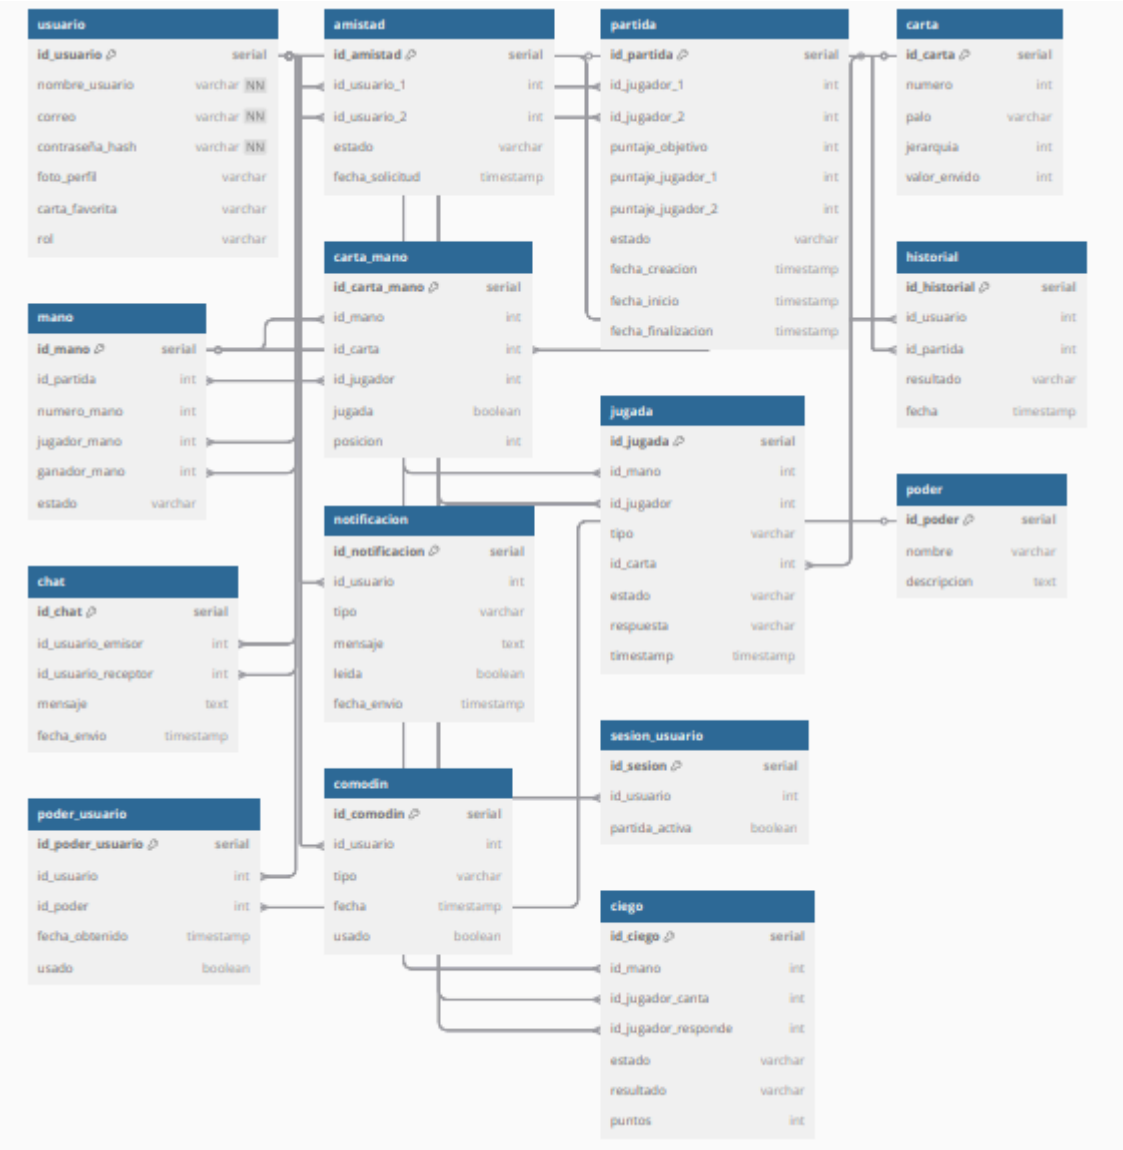 usuario
id_usuario serial
nombre_usuario varchar NN
correo varchar NN
contraseña_hash varchar NN
foto_perfil varchar
carta_favorita varchar
rol varchar
amistad
id_amistad serial
id_usuario_1 int
id_usuario_2 int
estado varchar
fecha_solicitud timestamp
partida
id_partida serial
id_jugador_1 int
id_jugador_2 int
puntaje_objetivo int
puntaje_jugador_1 int
puntaje_jugador_2 int
estado varchar
fecha_creacion timestamp
fecha_inicio timestamp
fecha_finalizacion timestamp
carta
id_carta serial
numero int
palo varchar
jerarquia int
valor_envido int
carta_mano
id_carta_mano serial
id_mano int
id_carta int
id_jugador int
jugada boolean
posicion int
historial
id_historial serial
id_usuario int
id_partida int
resultado varchar
fecha timestamp
mano
id_mano serial
id_partida int
numero_mano int
jugador_mano int
ganador_mano int
estado varchar
jugada
id_jugada serial
id_mano int
id_jugador int
tipo varchar
id_carta int
estado varchar
respuesta varchar
timestamp timestamp
poder
id_poder serial
nombre varchar
descripcion text
notificacion
id_notificacion serial
id_usuario int
tipo varchar
mensaje text
leida boolean
fecha_envio timestamp
chat
id_chat serial
id_usuario_emisor int
id_usuario_receptor int
mensaje text
fecha_envio timestamp
sesion_usuario
id_sesion serial
id_usuario int
partida_activa boolean
comodin
id_comodin serial
id_usuario int
tipo varchar
fecha timestamp
usado boolean
poder_usuario
id_poder_usuario serial
id_usuario int
id_poder int
fecha_obtenido timestamp
usado boolean
ciego
id_ciego serial
id_mano int
id_jugador_canta int
id_jugador_responde int
estado varchar
resultado varchar
puntos int